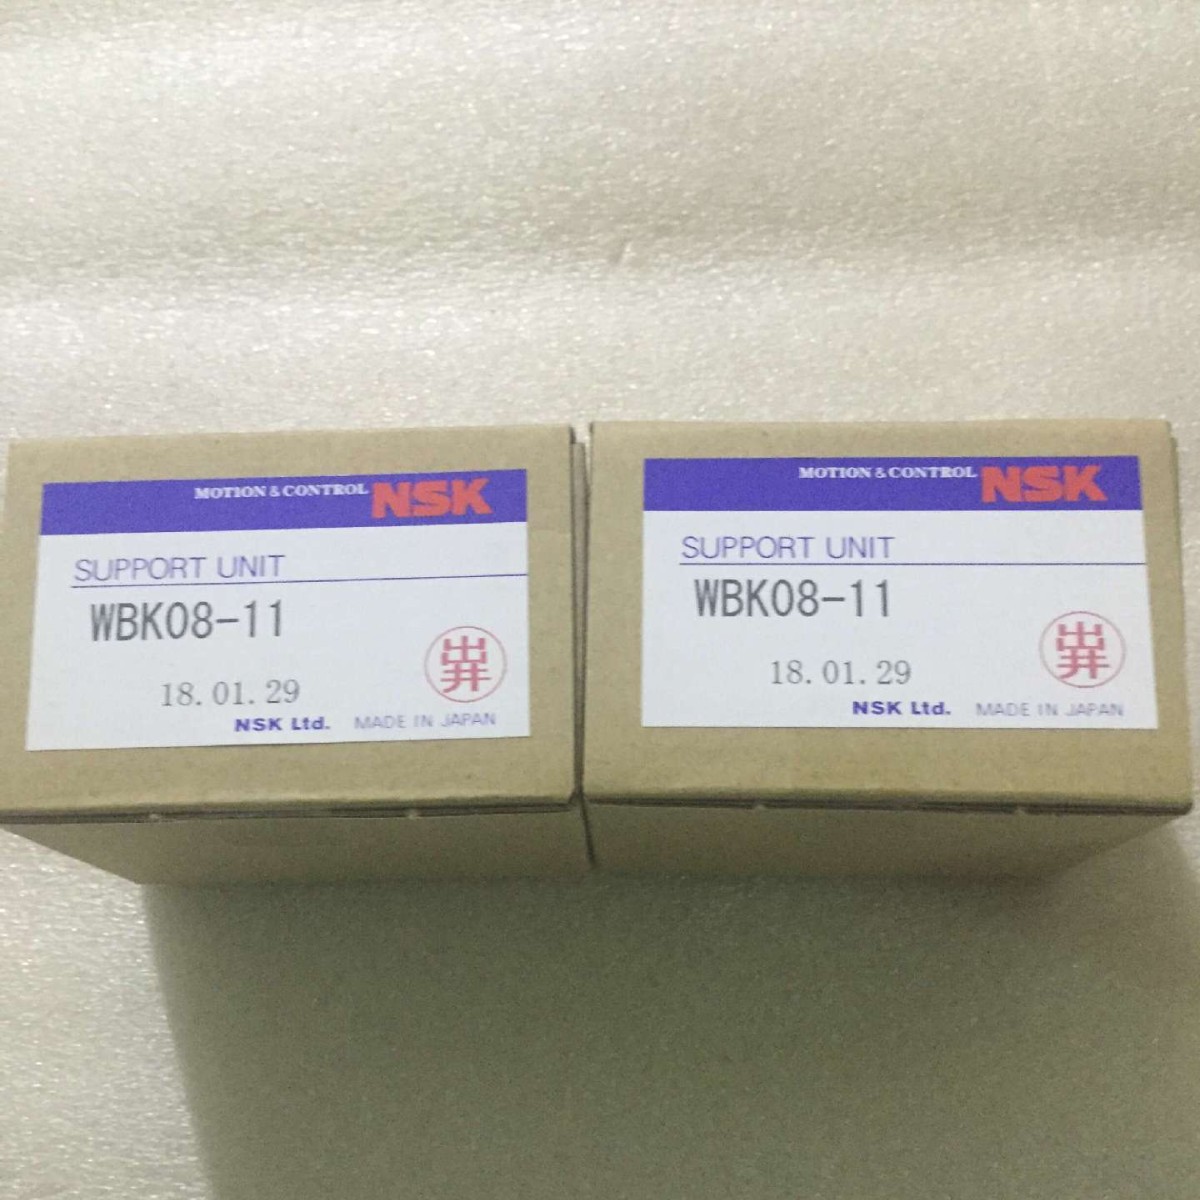 MOTION & CONTROL NSK
SUPPORT UNIT
WBK08-11
18.01.29
NSK Ltd. MADE IN JAPAN
MOTION & CONTROL NSK
SUPPORT UNIT
WBK08-11
18.01.29
NSK Ltd. MADE IN JAPAN